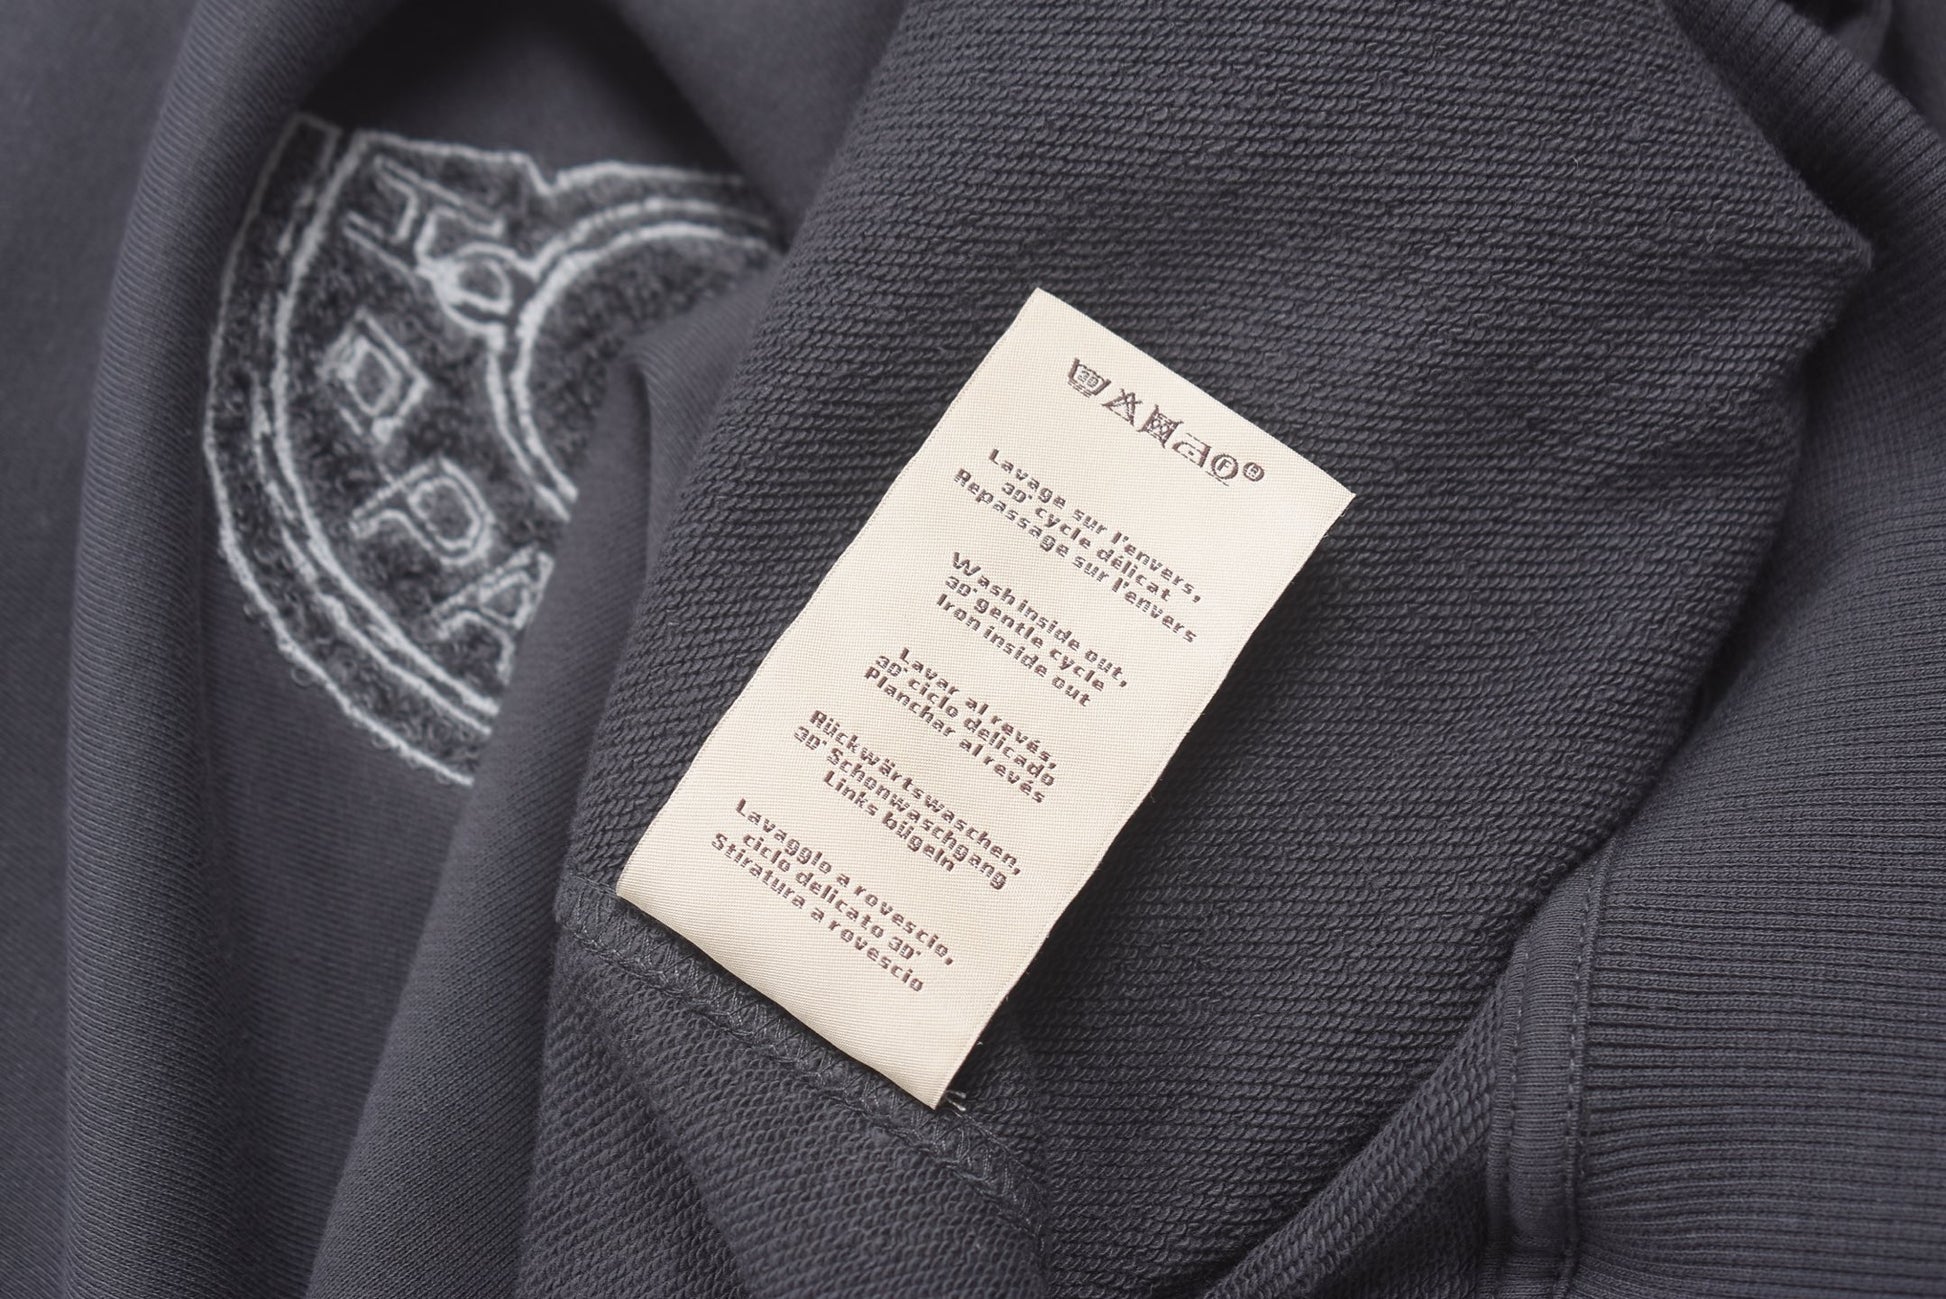 30
F
Lavage sur l'envers,
30° cycle délicat
Repassage sur l'envers
Wash inside out,
30° gentle cycle
Iron inside out
Lavar al revés,
30° ciclo delicado
Planchar al revés
Rückwärtswaschen,
30° Schonwaschgang
Links bügeln
Lavagglo a rovescio,
ciclo delicato 30°
Stiratura a rovescio